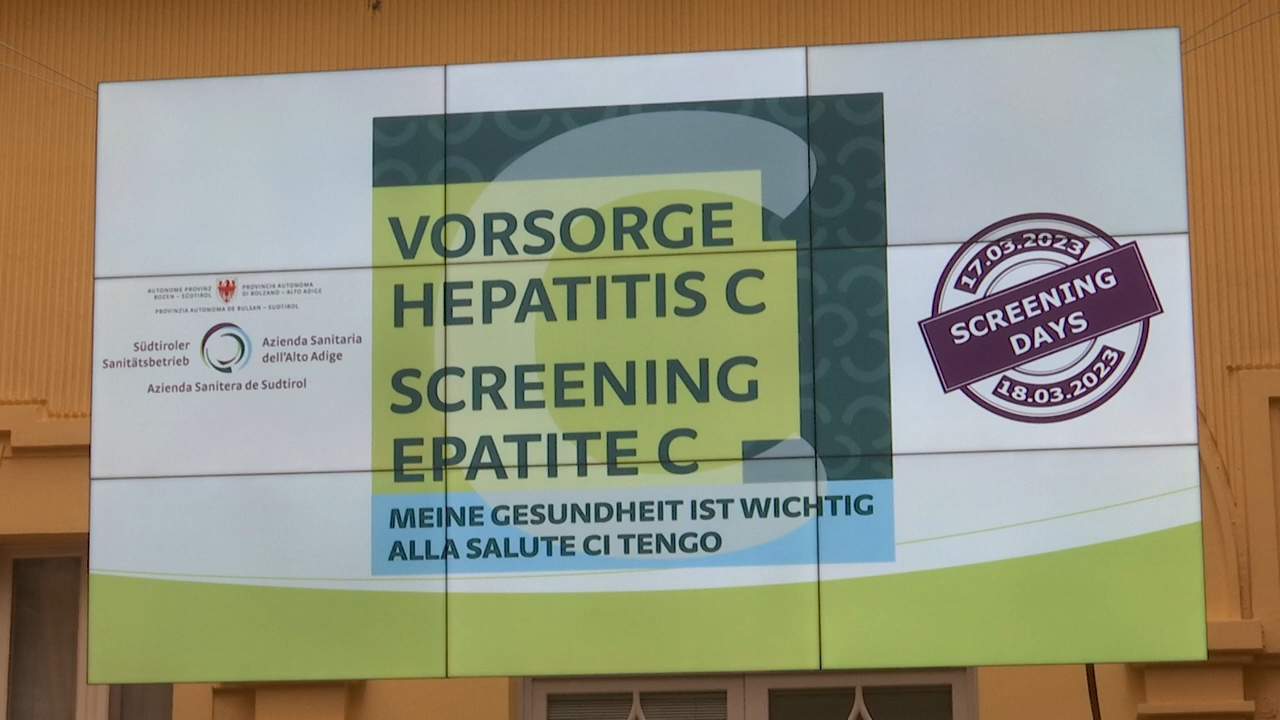 AUTONOME PROVINZ
BOZEN – SÜDTIROL
PROVINCIA AUTONOMA
DI BOLZANO – ALTO ADIGE
PROVINZIA AUTONOMA DE BULSAN – SUDTIROL
Südtiroler
Sanitätsbetrieb
Azienda Sanitaria
dell'Alto Adige
Azienda Sanitera de Sudtirol
VORSORGE
HEPATITIS C
SCREENING
EPATITE C
MEINE GESUNDHEIT IST WICHTIG
ALLA SALUTE CI TENGO
17.03.2023
SCREENING
DAYS
18.03.2023